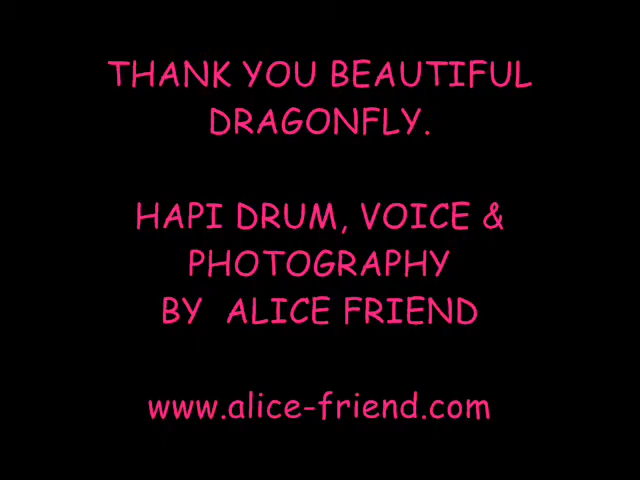 THANK YOU BEAUTIFUL
DRAGONFLY.
HAPI DRUM, VOICE &
PHOTOGRAPHY
BY ALICE FRIEND
www.alice-friend.com